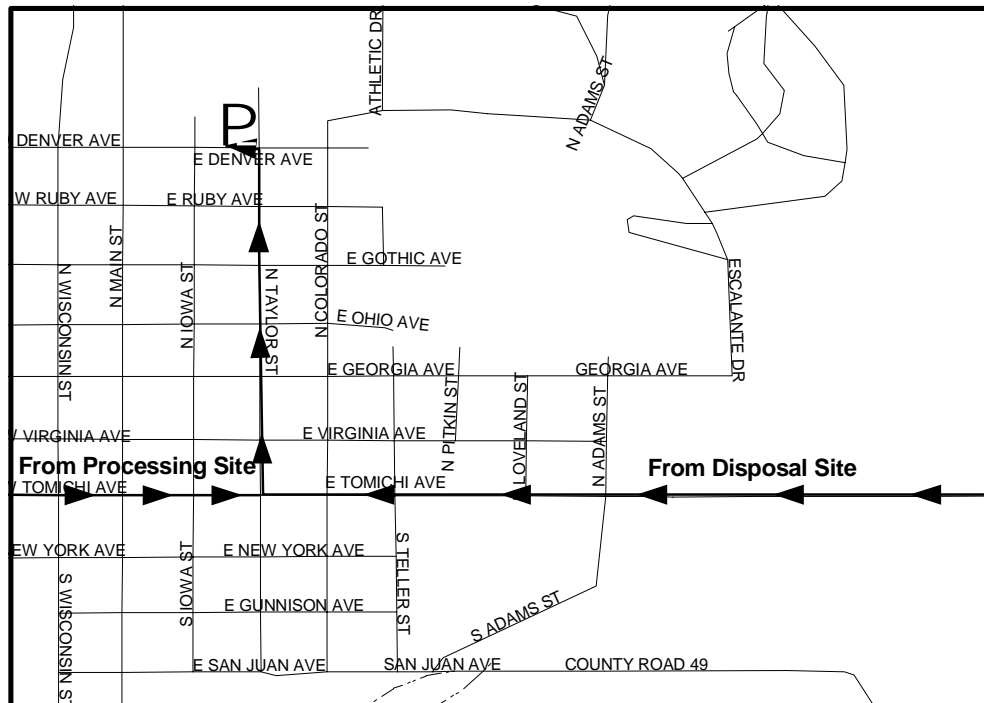 ATHLETIC DR
N ADAMS ST
P
DENVER AVE
E DENVER AVE
W RUBY AVE
E RUBY AVE
N MAIN ST
N COLORADO ST
E GOTHIC AVE
N WISCONSIN ST
N IOWA ST
N TAYLOR ST
ESCALANTE DR
E OHIO AVE
E GEORGIA AVE
GEORGIA AVE
N PITKIN ST
LOVELAND ST
N ADAMS ST
VIRGINIA AVE
E VIRGINIA AVE
From Processing Site
From Disposal Site
TOMICHI AVE
E TOMICHI AVE
EW YORK AVE
E NEW YORK AVE
S TELLER ST
S IOWA ST
S WISCONSIN ST
E GUNNISON AVE
S ADAMS ST
E SAN JUAN AVE
SAN JUAN AVE
COUNTY ROAD 49